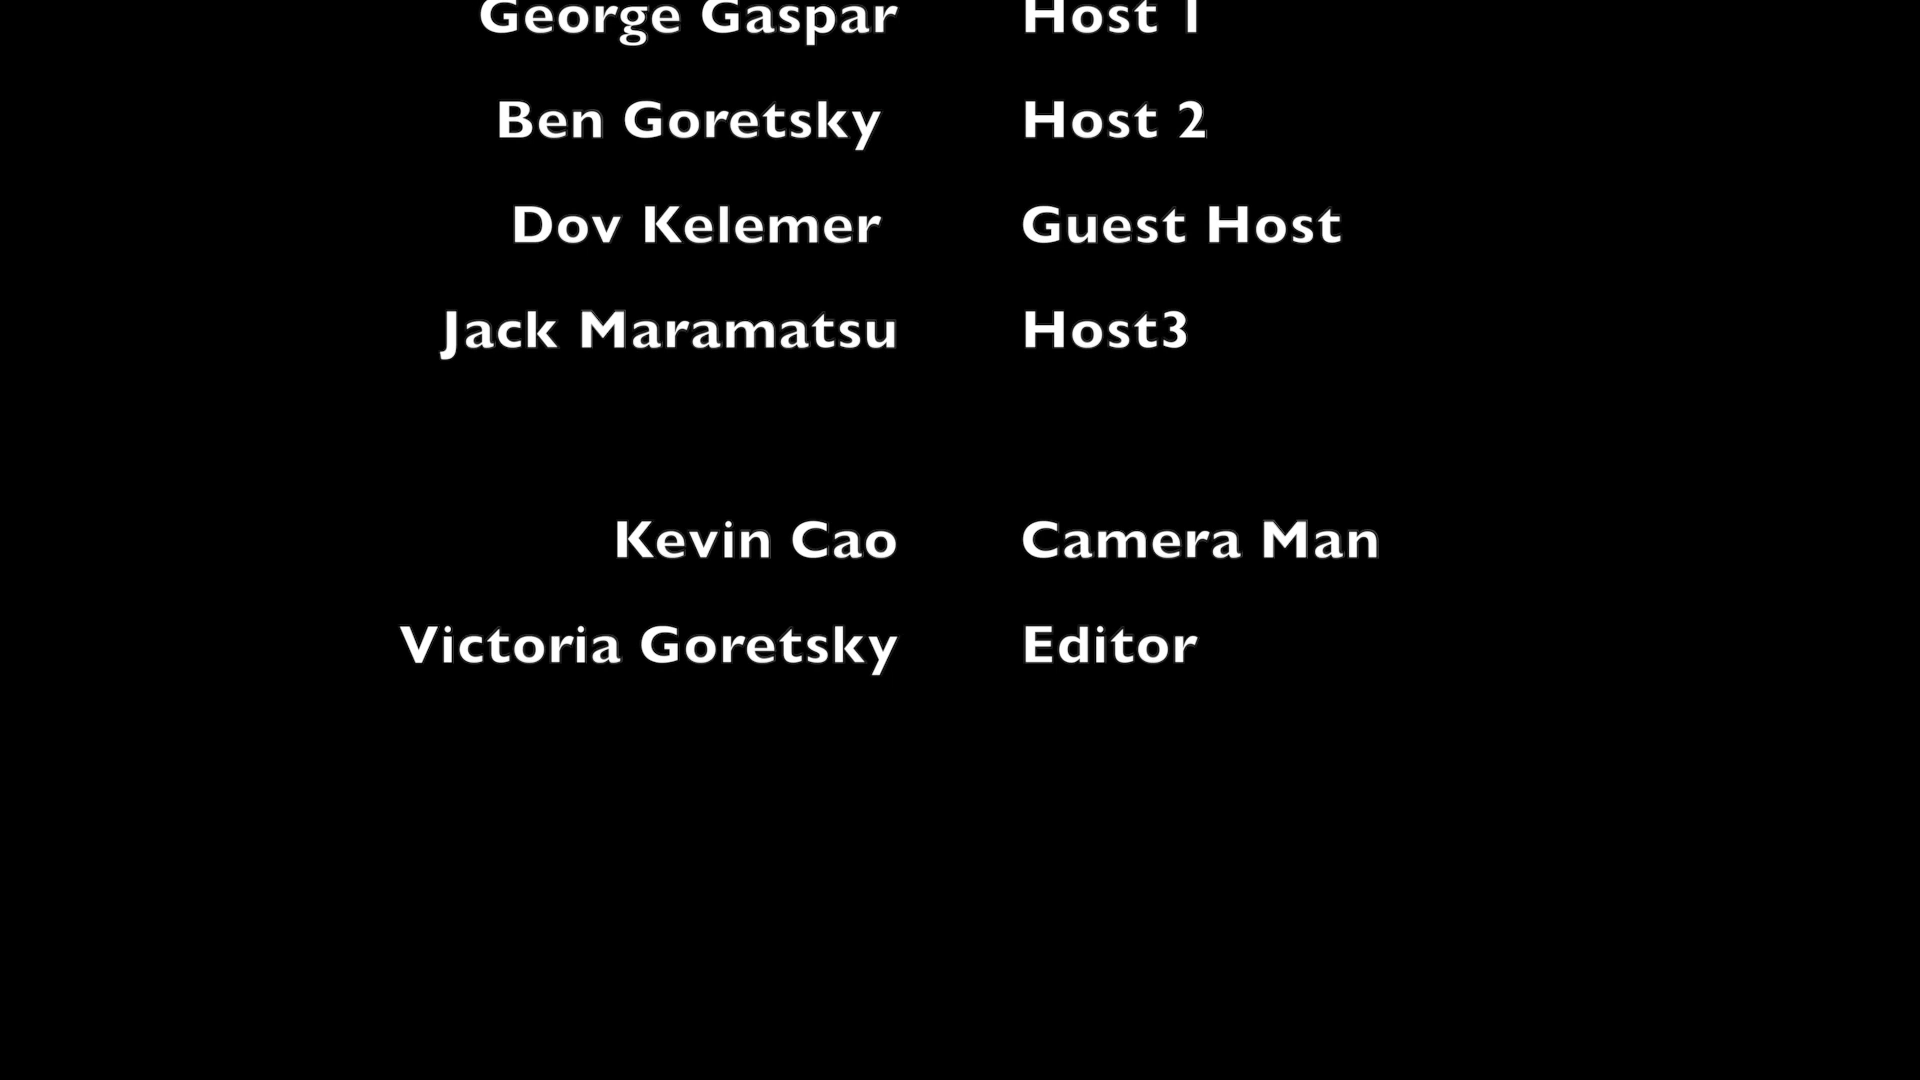 George Gaspar Host 1
Ben Goretsky Host 2
Dov Kelemer Guest Host
Jack Maramatsu Host3
Kevin Cao Camera Man
Victoria Goretsky Editor